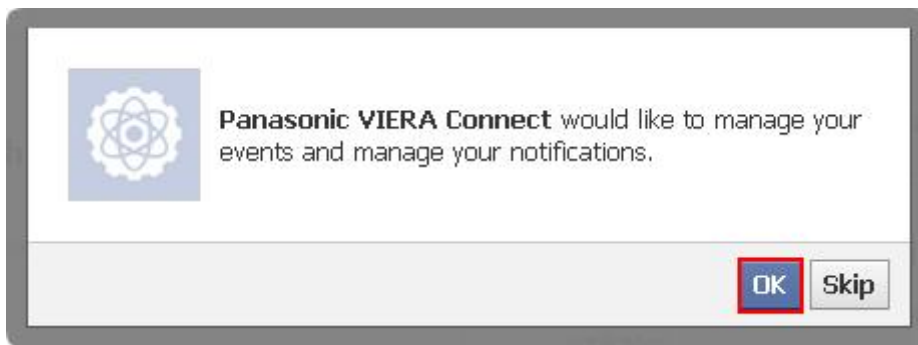 Panasonic VIERA Connect would like to manage your
events and manage your notifications.
OK Skip